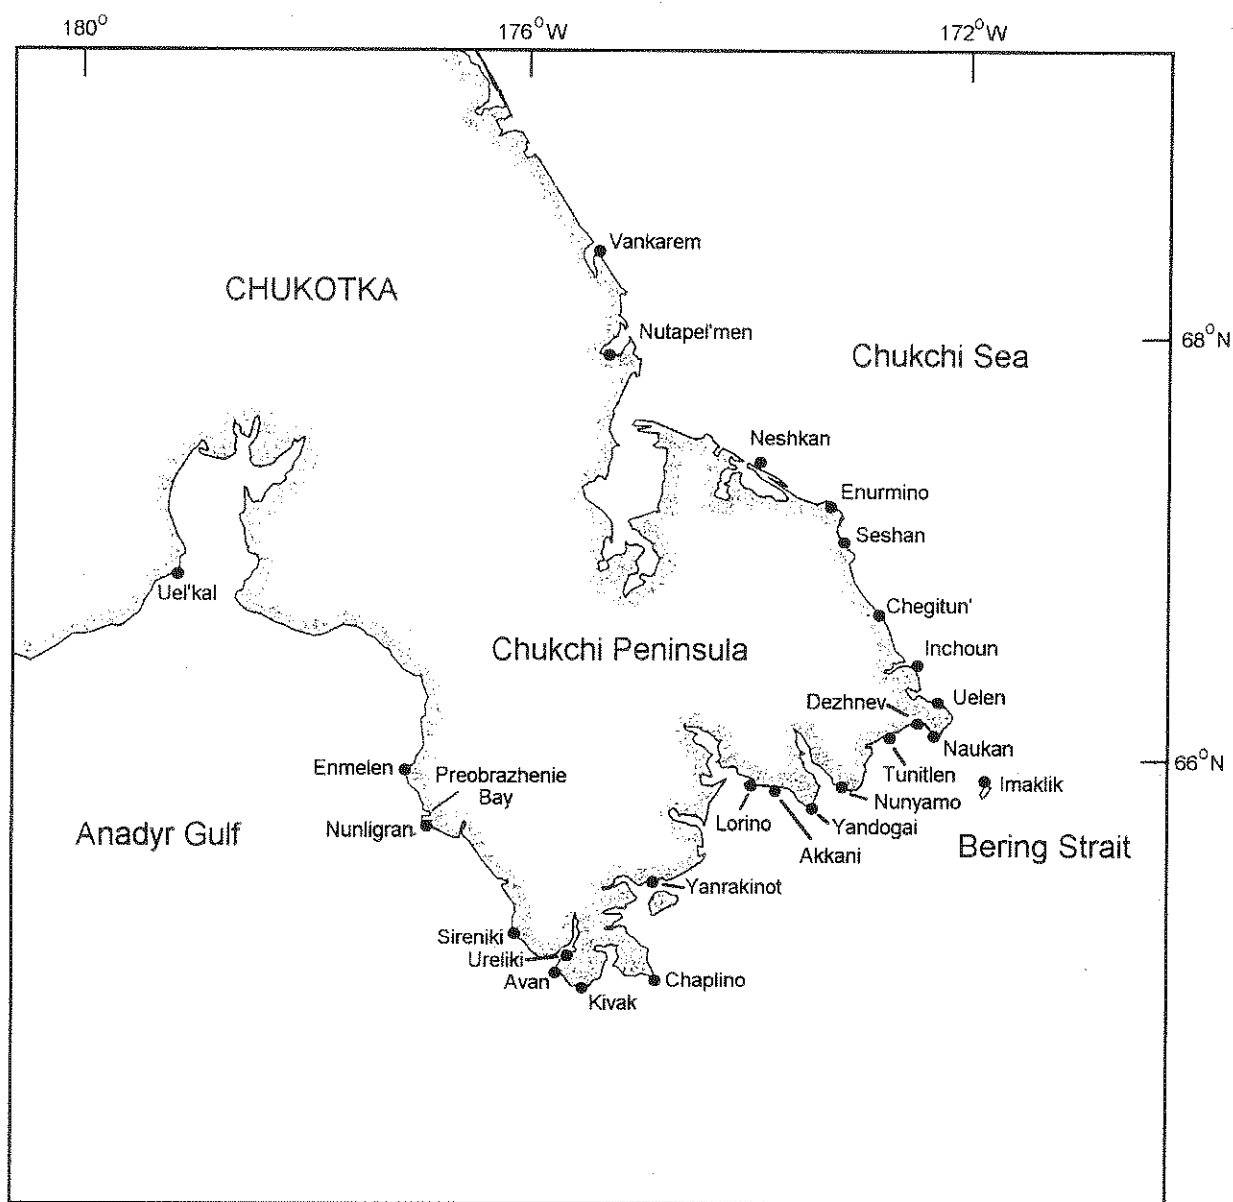 180°
176°W
172°W
Vankarem
CHUKOTKA
Nutapel'men
68°N
Chukchi Sea
Neshkan
Enurmino
Seshan
Uel'kal
Chegitun'
Chukchi Peninsula
Inchoun
Dezhnev
Uelen
Naukan
Tunitlen
66°N
Enmelen
Preobrazhenie
Bay
Imaklik
Nunyamo
Lorino
Yandogai
Nunligran
Anadyr Gulf
Akkani
Bering Strait
Yanrakinot
Sireniki
Ureliki
Avan
Chaplino
Kivak